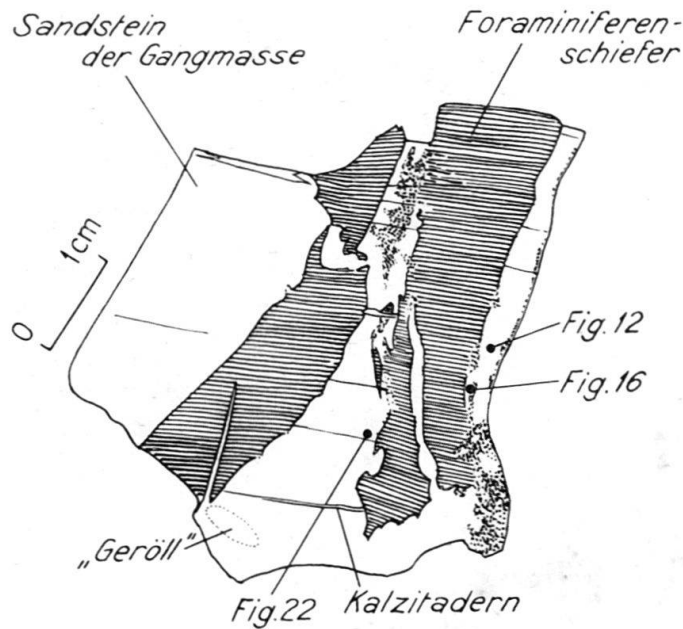 Sandstein
der Gangmasse
Foraminiferen-
schiefer
1cm
0
Fig.12
Fig.16
„Geröll"
Fig.22
Kalzitadern